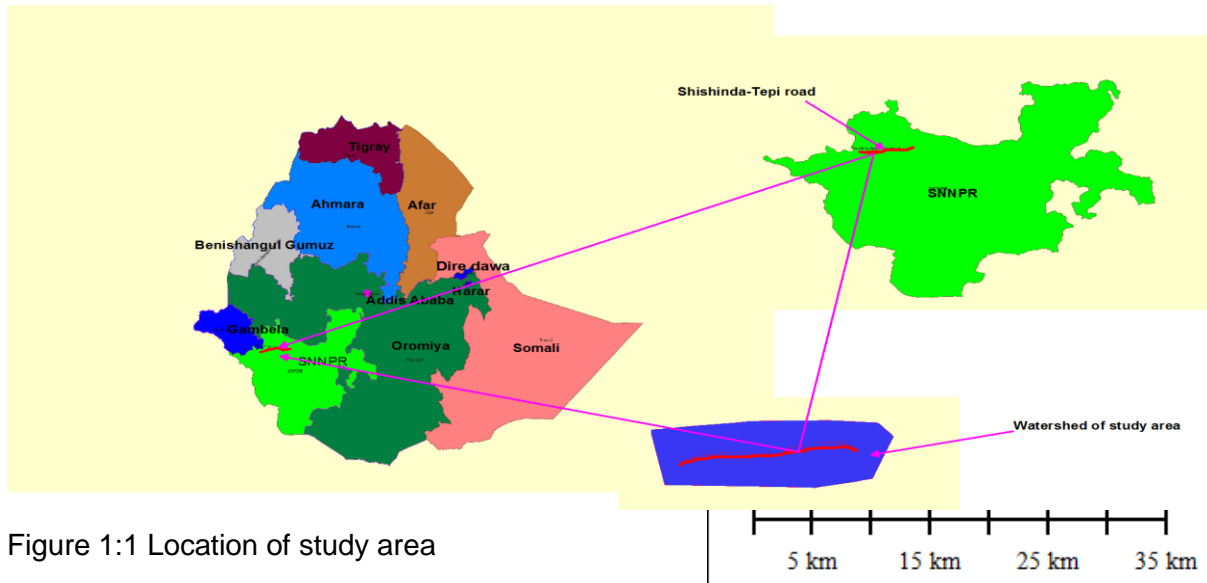 Shishinda-Tepi road
Tigray
Ahmara
Afar
SNNPR
Benishangul Gumuz
Dire dawa
Harar
Addis Ababa
Gambela
Oromiya
Somali
SNNPR
Watershed of study area
Figure 1:1 Location of study area
5 km 15 km 25 km 35 km